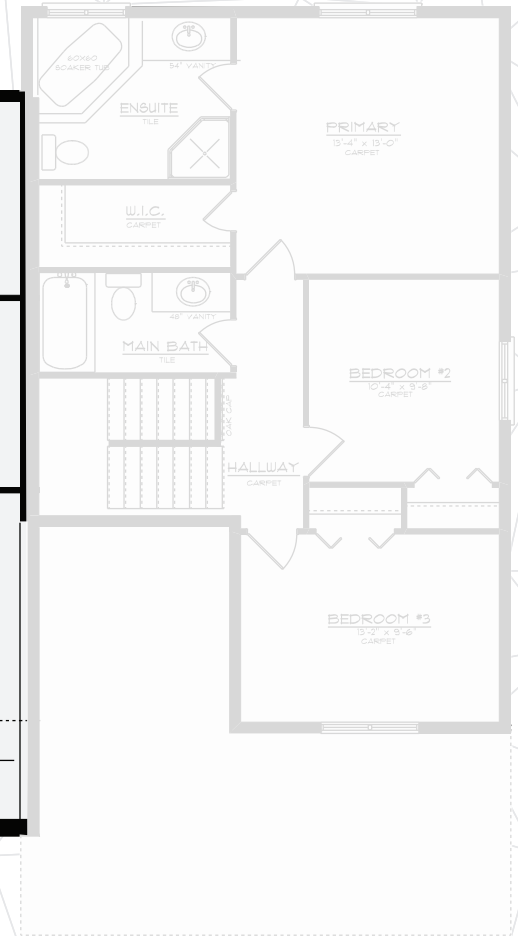 60X60
SOAKER TUB
54" VANITY
ENSUITE
TILE
PRIMARY
13'-4" x 13'-0"
CARPET
W.I.C.
CARPET
48" VANITY
MAIN BATH
TILE
BEDROOM #2
10'-4" x 9'-8"
CARPET
OAK CAP
HALLWAY
CARPET
BEDROOM #3
13'-2" x 9'-6"
CARPET